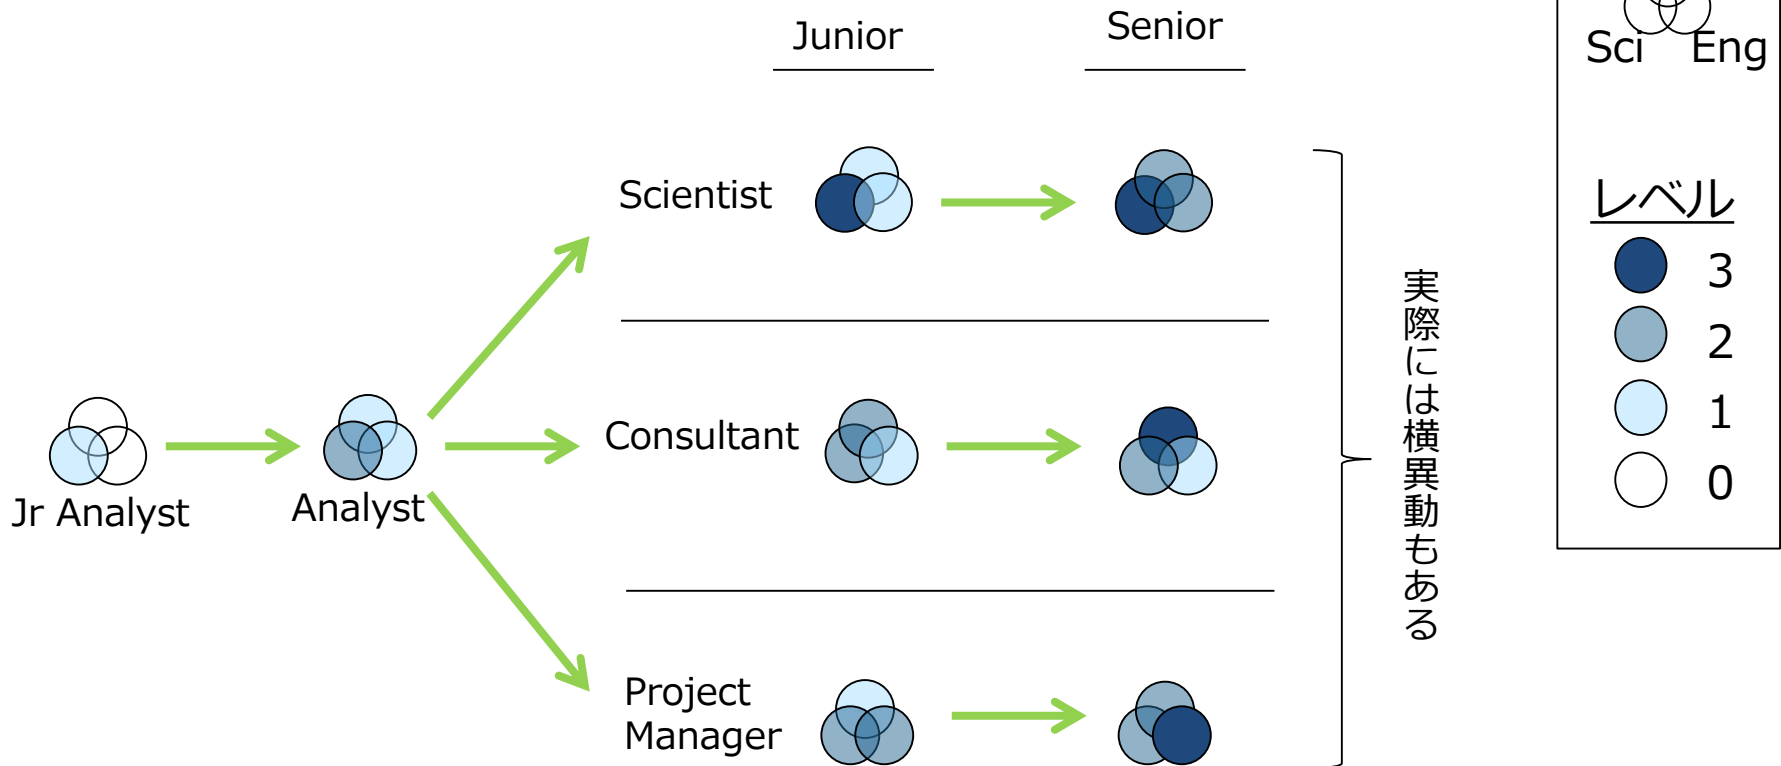 Junior
Senior
Sci
Eng
Scientist
レベル
3
2
1
0
実際には横異動もある
Consultant
Jr Analyst
Analyst
Project
Manager